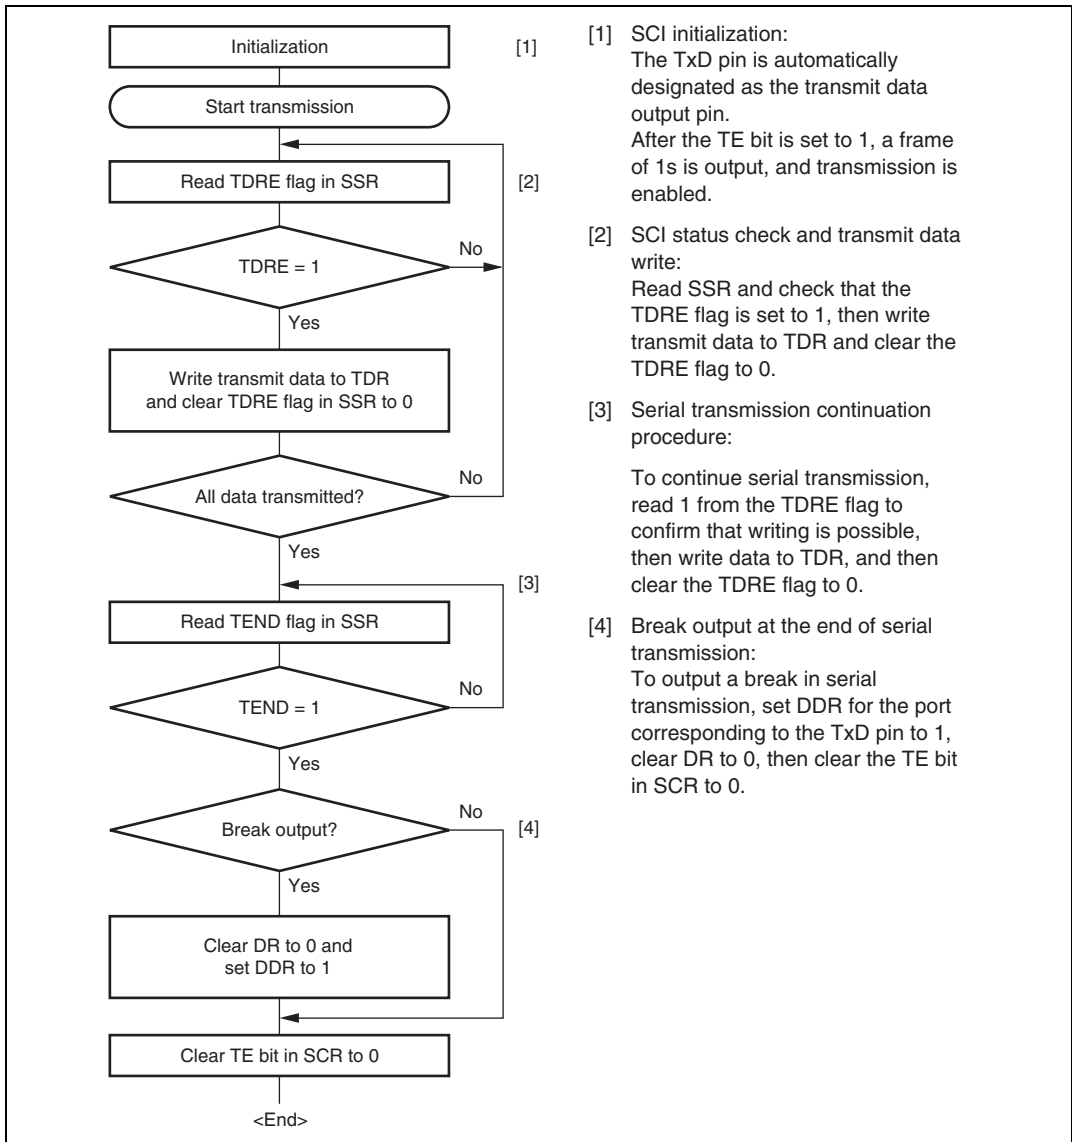 Initialization
[1]
Start transmission
Read TDRE flag in SSR
[2]
No
TDRE = 1
Yes
Write transmit data to TDR
and clear TDRE flag in SSR to 0
No
All data transmitted?
Yes
[3]
Read TEND flag in SSR
No
TEND = 1
Yes
No
Break output?
[4]
Yes
Clear DR to 0 and
set DDR to 1
Clear TE bit in SCR to 0
<End>
[1] SCI initialization:
The TxD pin is automatically
designated as the transmit data
output pin.
After the TE bit is set to 1, a frame
of 1s is output, and transmission is
enabled.
[2] SCI status check and transmit data
write:
Read SSR and check that the
TDRE flag is set to 1, then write
transmit data to TDR and clear the
TDRE flag to 0.
[3] Serial transmission continuation
procedure:
To continue serial transmission,
read 1 from the TDRE flag to
confirm that writing is possible,
then write data to TDR, and then
clear the TDRE flag to 0.
[4] Break output at the end of serial
transmission:
To output a break in serial
transmission, set DDR for the port
corresponding to the TxD pin to 1,
clear DR to 0, then clear the TE bit
in SCR to 0.